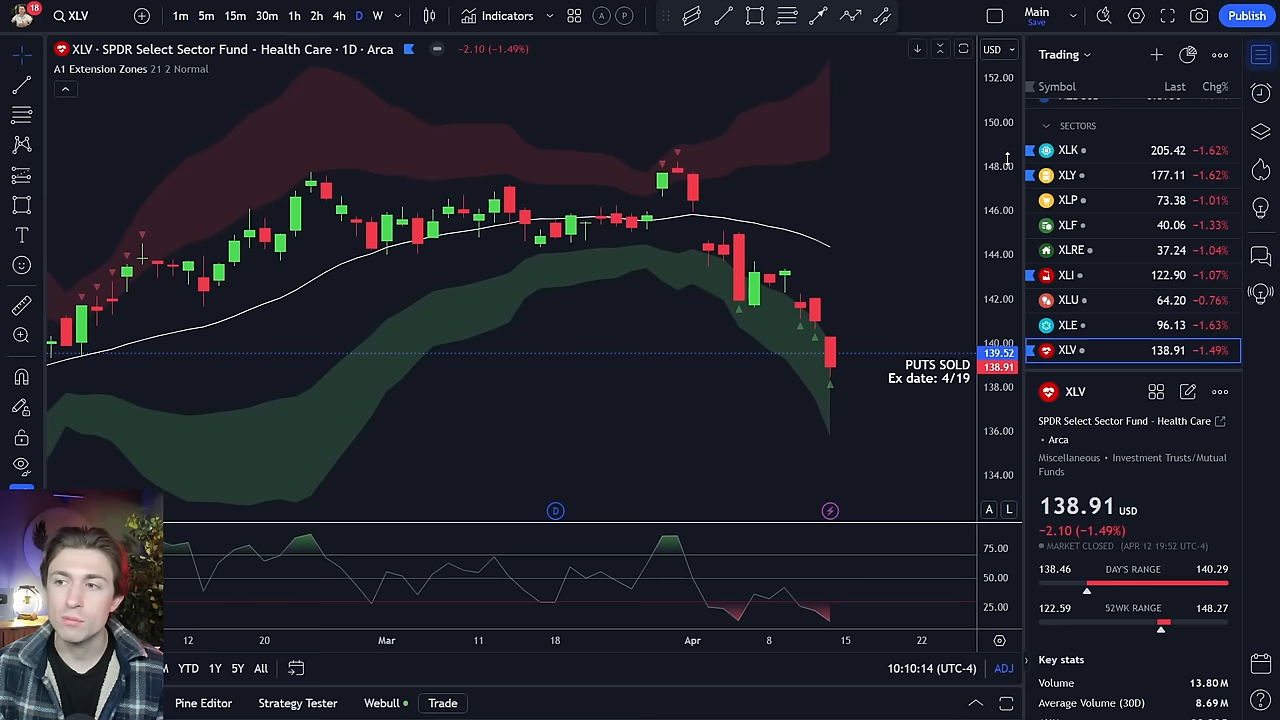 18
XLV
1m 5m 15m 30m 1h 2h 4h D W
Indicators
A P
Main
Save
Publish
XLV · SPDR Select Sector Fund - Health Care · 1D · Arca
−2.10 (−1.49%)
A1 Extension Zones 21 2 Normal
USD
152.00
150.00
148.00
146.00
144.00
142.00
140.00
139.52
138.91
138.00
136.00
134.00
PUTS SOLD
Ex date: 4/19
D
A L
75.00
50.00
25.00
12 20 Mar 11 18 Apr 8 15 22
YTD 1Y 5Y All
10:10:14 (UTC-4) ADJ
Pine Editor Strategy Tester Webull Trade
Trading
Symbol Last Chg%
SECTORS
XLK 205.42 −1.62%
XLY 177.11 −1.62%
XLP 73.38 −1.01%
XLF 40.06 −1.33%
XLRE 37.24 −1.04%
XLI 122.90 −1.07%
XLU 64.20 −0.76%
XLE 96.13 −1.63%
XLV 138.91 −1.49%
XLV
SPDR Select Sector Fund - Health Care
• Arca
Miscellaneous • Investment Trusts/Mutual
Funds
138.91 USD
−2.10 (−1.49%)
MARKET CLOSED (APR 12 19:52 UTC-4)
138.46 DAY'S RANGE 140.29
122.59 52WK RANGE 148.27
Key stats
Volume 13.80M
Average Volume (30D) 8.69M